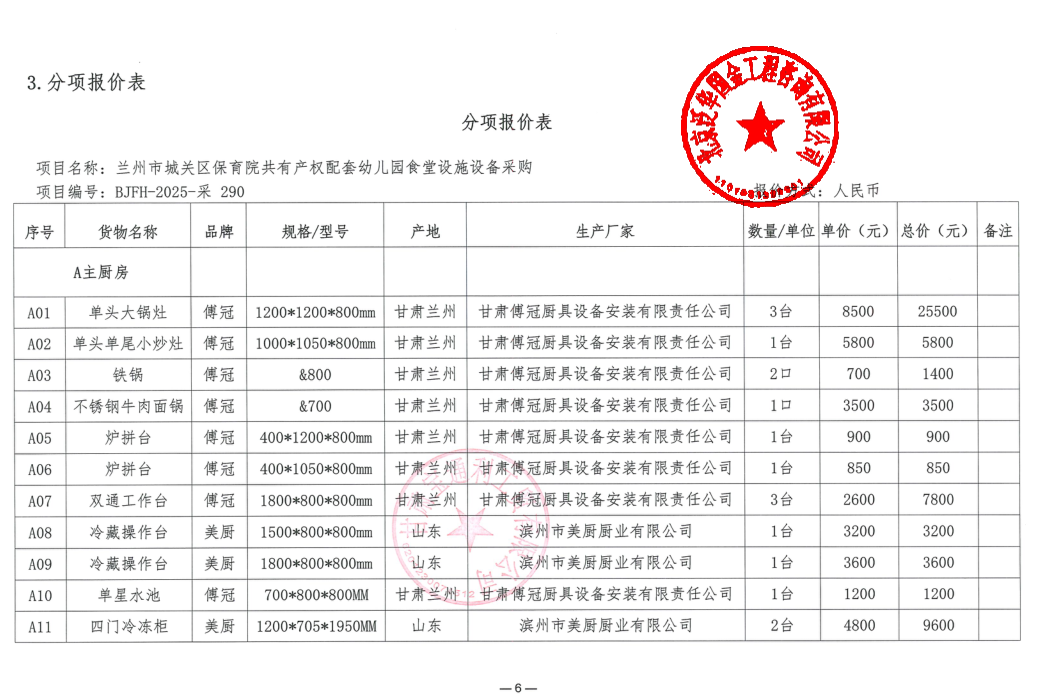 3.分项报价表
北京泛华国金工程咨询有限公司
分项报价表
项目名称：兰州市城关区保育院共有产权配套幼儿园食堂设施设备采购
项目编号：BJFH-2025-采 290 报价方式：人民币
序号 货物名称 品牌 规格/型号 产地 生产厂家 数量/单位 单价（元） 总价（元） 备注
A主厨房
A01 单头大锅灶 傅冠 1200*1200*800mm 甘肃兰州 甘肃傅冠厨具设备安装有限责任公司 3台 8500 25500
A02 单头单尾小炒灶 傅冠 1000*1050*800mm 甘肃兰州 甘肃傅冠厨具设备安装有限责任公司 1台 5800 5800
A03 铁锅 傅冠 &800 甘肃兰州 甘肃傅冠厨具设备安装有限责任公司 2口 700 1400
A04 不锈钢牛肉面锅 傅冠 &700 甘肃兰州 甘肃傅冠厨具设备安装有限责任公司 1口 3500 3500
A05 炉拼台 傅冠 400*1200*800mm 甘肃兰州 甘肃傅冠厨具设备安装有限责任公司 1台 900 900
A06 炉拼台 傅冠 400*1050*800mm 甘肃兰州 甘肃傅冠厨具设备安装有限责任公司 1台 850 850
A07 双通工作台 傅冠 1800*800*800mm 甘肃兰州 甘肃傅冠厨具设备安装有限责任公司 3台 2600 7800
A08 冷藏操作台 美厨 1500*800*800mm 山东 滨州市美厨厨业有限公司 1台 3200 3200
A09 冷藏操作台 美厨 1800*800*800mm 山东 滨州市美厨厨业有限公司 1台 3600 3600
A10 单星水池 傅冠 700*800*800MM 甘肃兰州 甘肃傅冠厨具设备安装有限责任公司 1台 1200 1200
A11 四门冷冻柜 美厨 1200*705*1950MM 山东 滨州市美厨厨业有限公司 2台 4800 9600
—6—